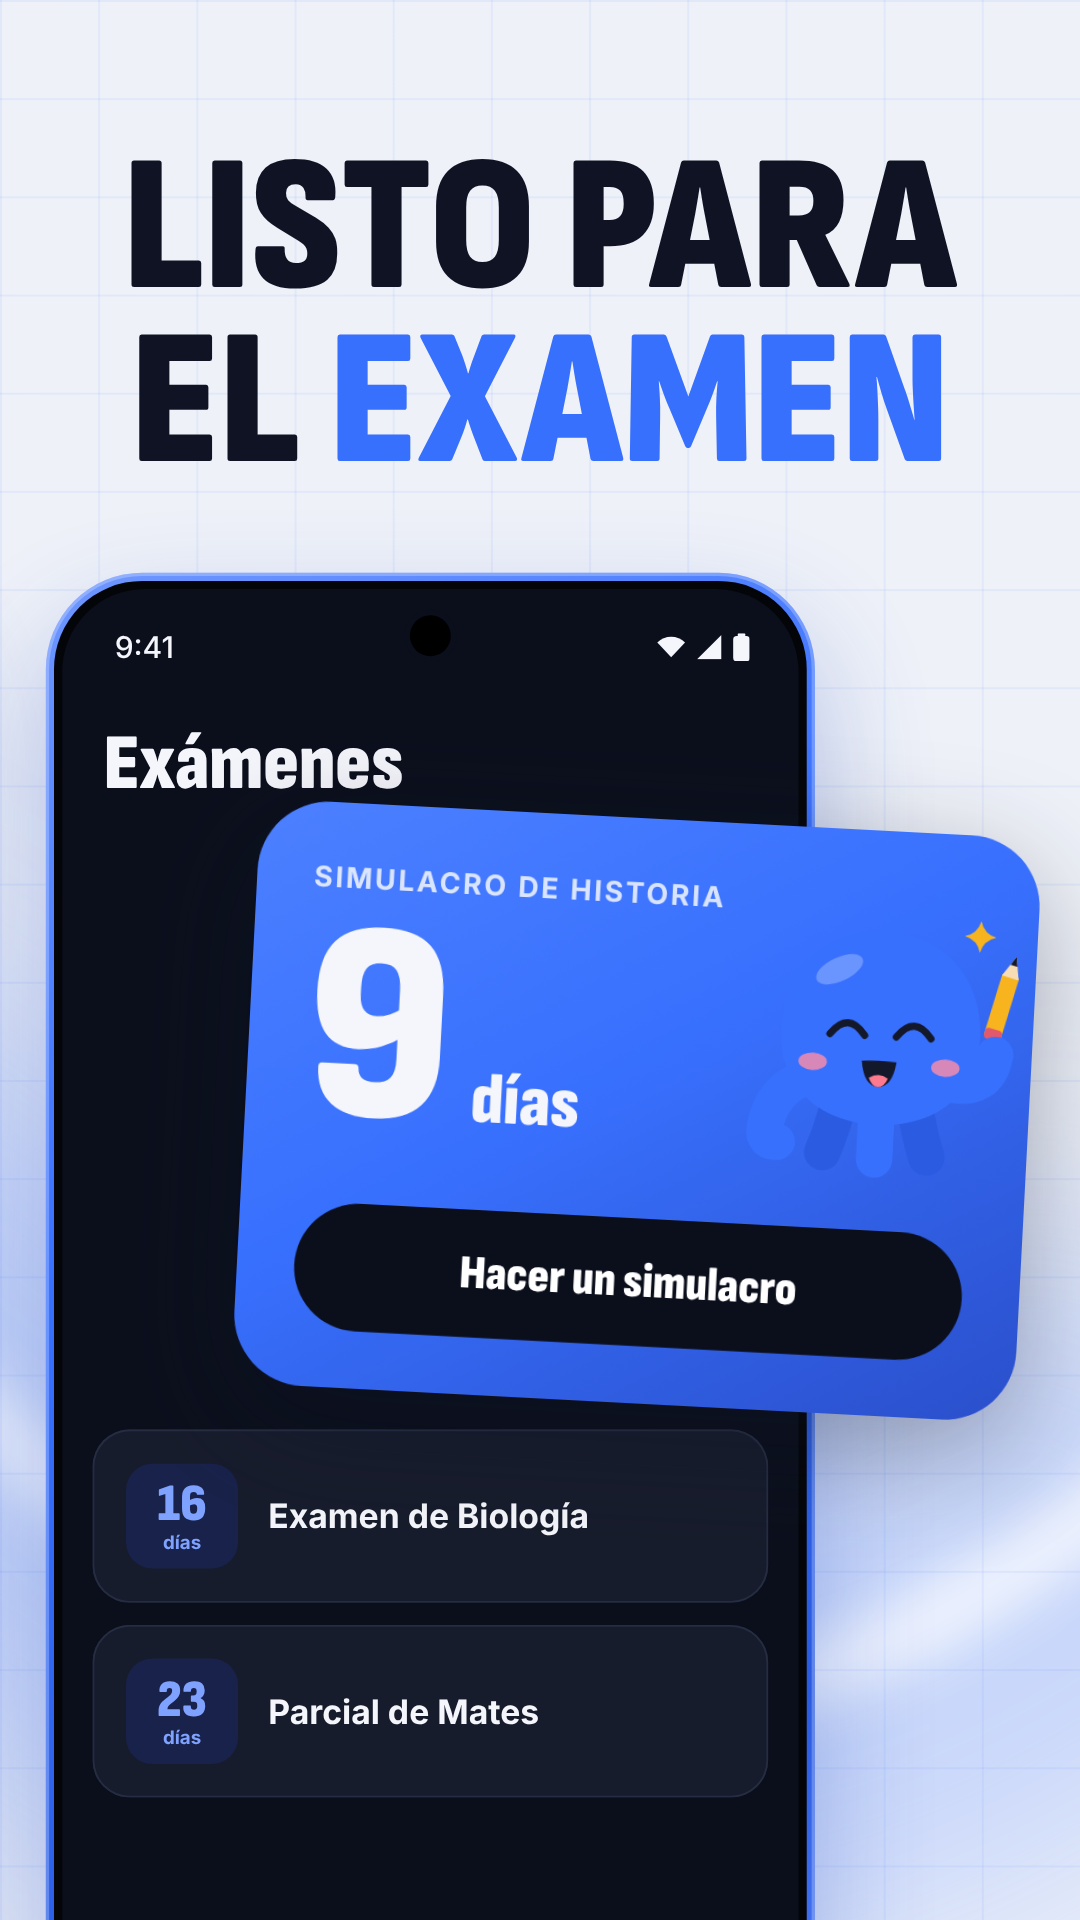 LISTO PARA
EL EXAMEN
9:41
Exámenes
SIMULACRO DE HISTORIA
9 días
Hacer un simulacro
16
días
Examen de Biología
23
días
Parcial de Mates